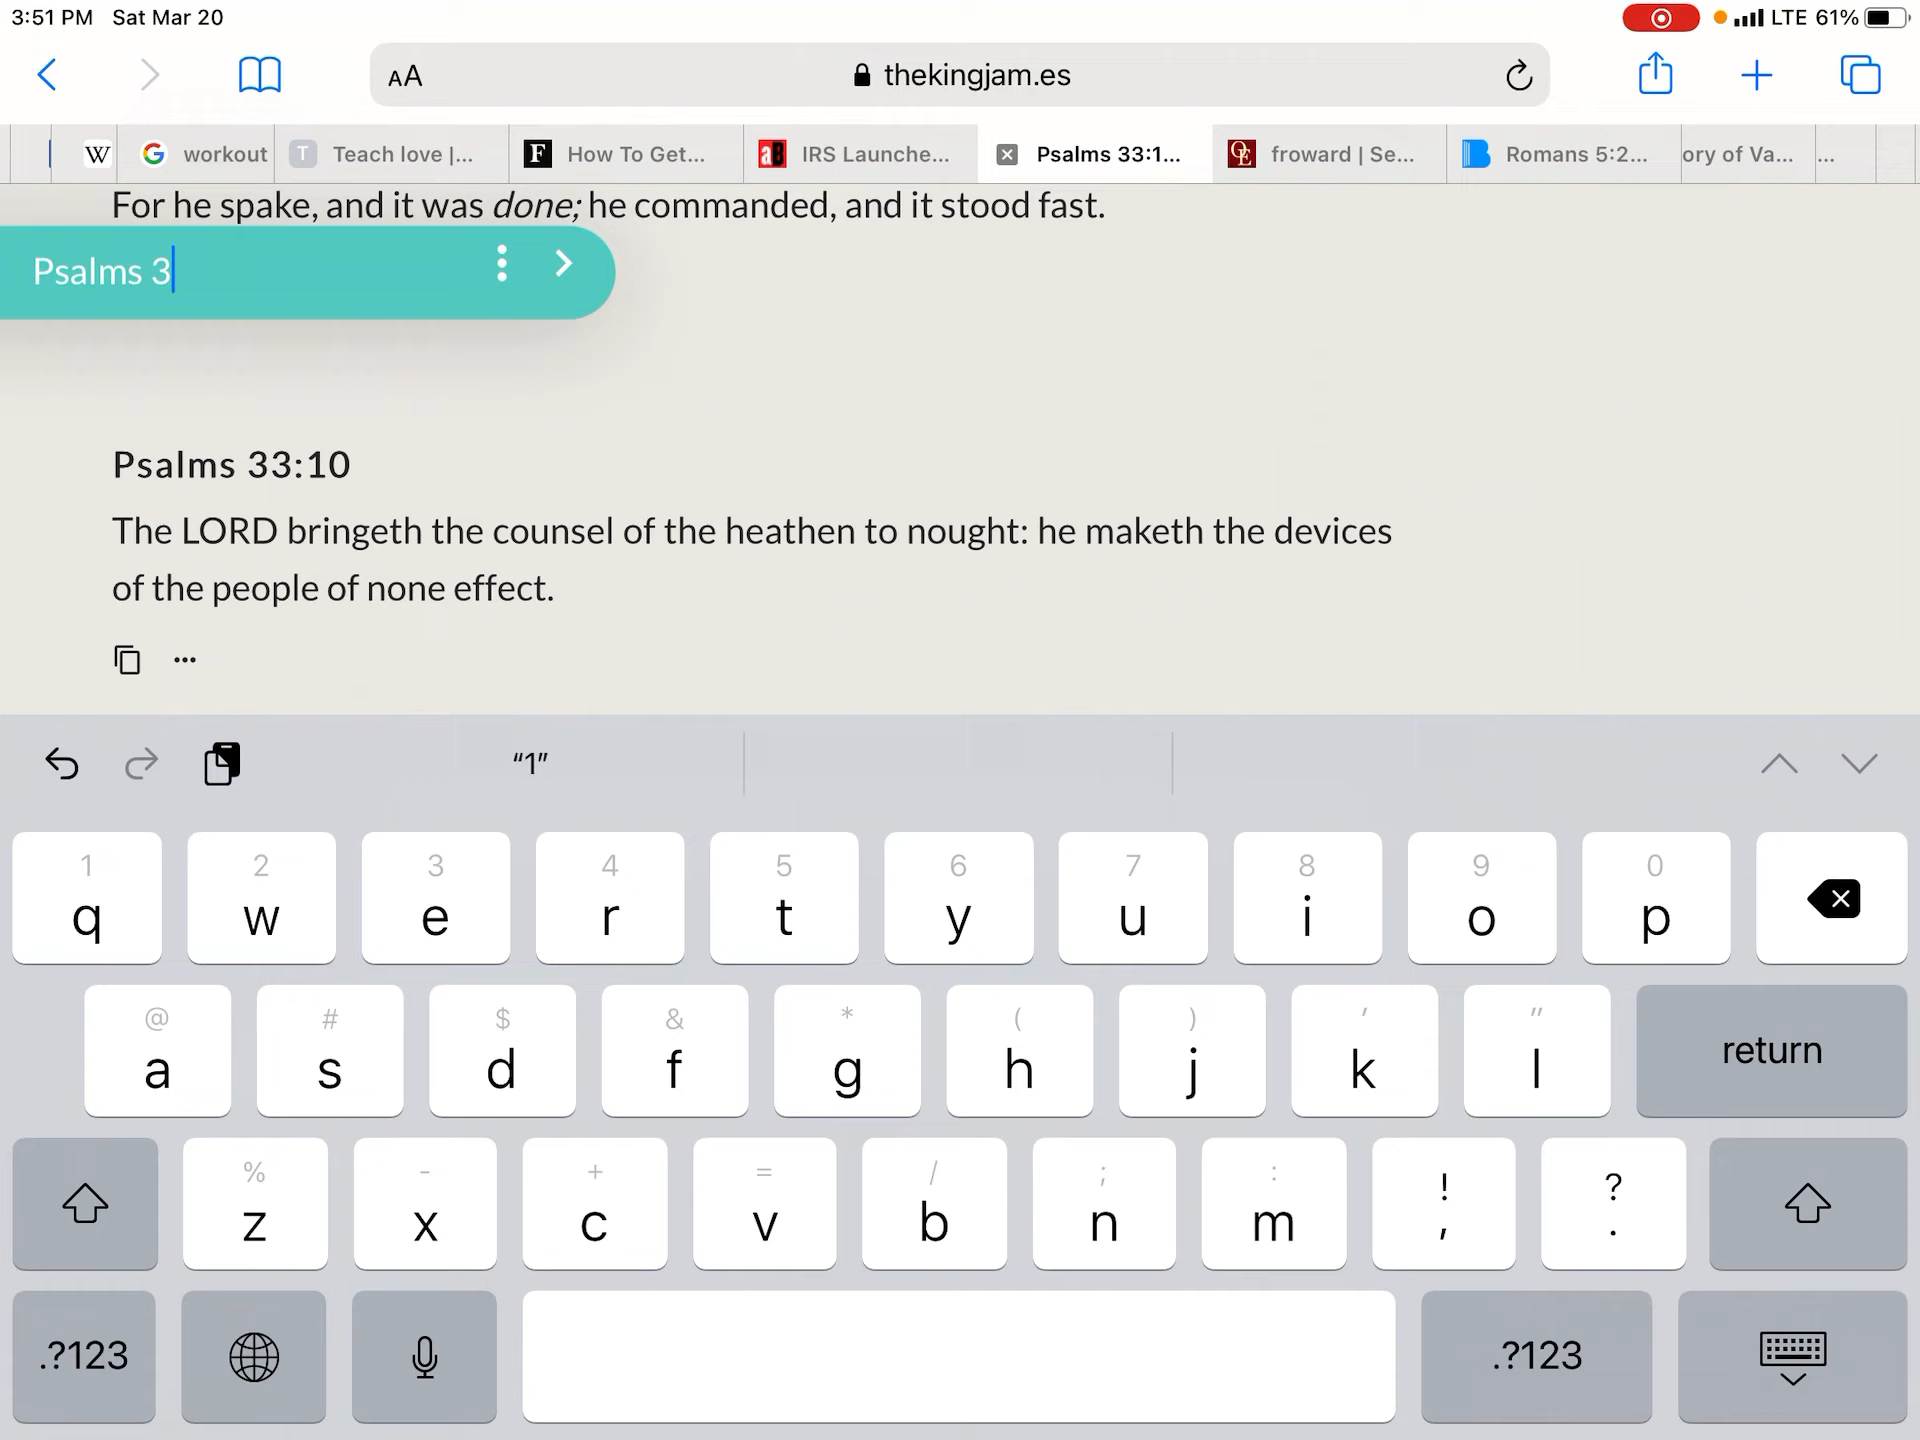 3:51 PM Sat Mar 20 LTE 61%
AA thekingjam.es
W workout T Teach love |... F How To Get... aB IRS Launche... Psalms 33:1... OE froward | Se... Romans 5:2... ory of Va... ...
For he spake, and it was done; he commanded, and it stood fast.
Psalms 3
Psalms 33:10
The LORD bringeth the counsel of the heathen to nought: he maketh the devices
of the people of none effect.
“1”
1 2 3 4 5 6 7 8 9 0
q w e r t y u i o p
@ # $ & * ( ) ' "
a s d f g h j k l return
% - + = / ; : ! ?
z x c v b n m , .
.?123 .?123